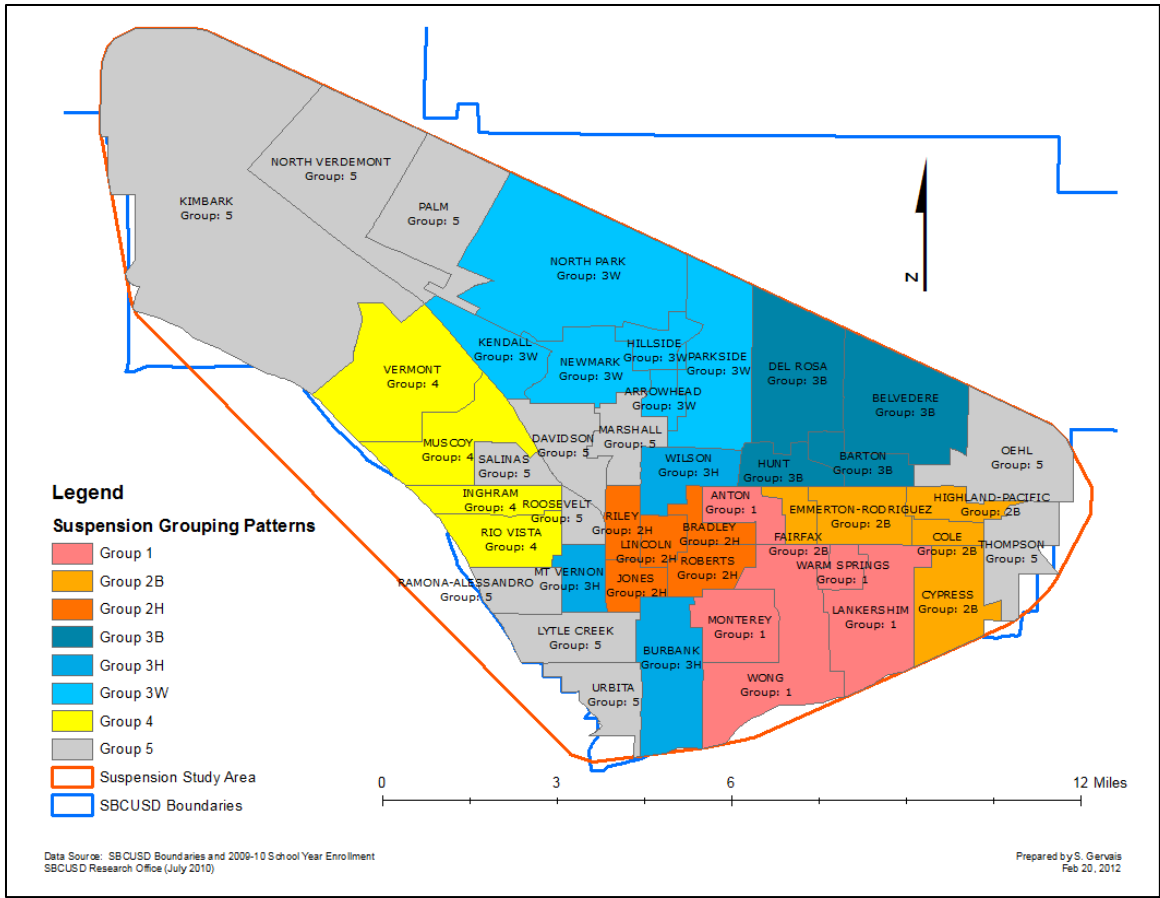 NORTH VERDEMONT
Group: 5
KIMBARK
Group: 5
PALM
Group: 5
NORTH PARK
Group: 3W
N
KENDALL
Group: 3W
HILLSIDE
Group: 3W
NEWMARK
Group: 3W
PARKSIDE
Group: 3W
VERMONT
Group: 4
DEL ROSA
Group: 3B
ARROWHEAD
Group: 3W
BELVEDERE
Group: 3B
MARSHALL
Group: 5
DAVIDSON
Group: 5
MUSCOY
Group: 4
SALINAS
Group: 5
WILSON
Group: 3H
HUNT
Group: 3B
BARTON
Group: 3B
OEHL
Group: 5
INGHRAM
Group: 4
ROOSEVELT
Group: 5
ANTON
Group: 1
HIGHLAND-PACIFIC
Group: 2B
EMMERTON-RODRIGUEZ
Group: 2B
RILEY
Group: 2H
BRADLEY
Group: 2H
RIO VISTA
Group: 4
FAIRFAX
Group: 2B
COLE
Group: 2B
LINCOLN
Group: 2H
THOMPSON
Group: 5
ROBERTS
Group: 2H
WARM SPRINGS
Group: 1
MT VERNON
Group: 3H
JONES
Group: 2H
RAMONA-ALESSANDRO
Group: 5
CYPRESS
Group: 2B
LANKERSHIM
Group: 1
MONTEREY
Group: 1
LYTLE CREEK
Group: 5
BURBANK
Group: 3H
WONG
Group: 1
URBITA
Group: 5
Legend
Suspension Grouping Patterns
Group 1
Group 2B
Group 2H
Group 3B
Group 3H
Group 3W
Group 4
Group 5
Suspension Study Area
SBCUSD Boundaries
0 3 6 12 Miles
Data Source: SBCUSD Boundaries and 2009-10 School Year Enrollment
SBCUSD Research Office (July 2010)
Prepared by S. Gervais
Feb 20, 2012